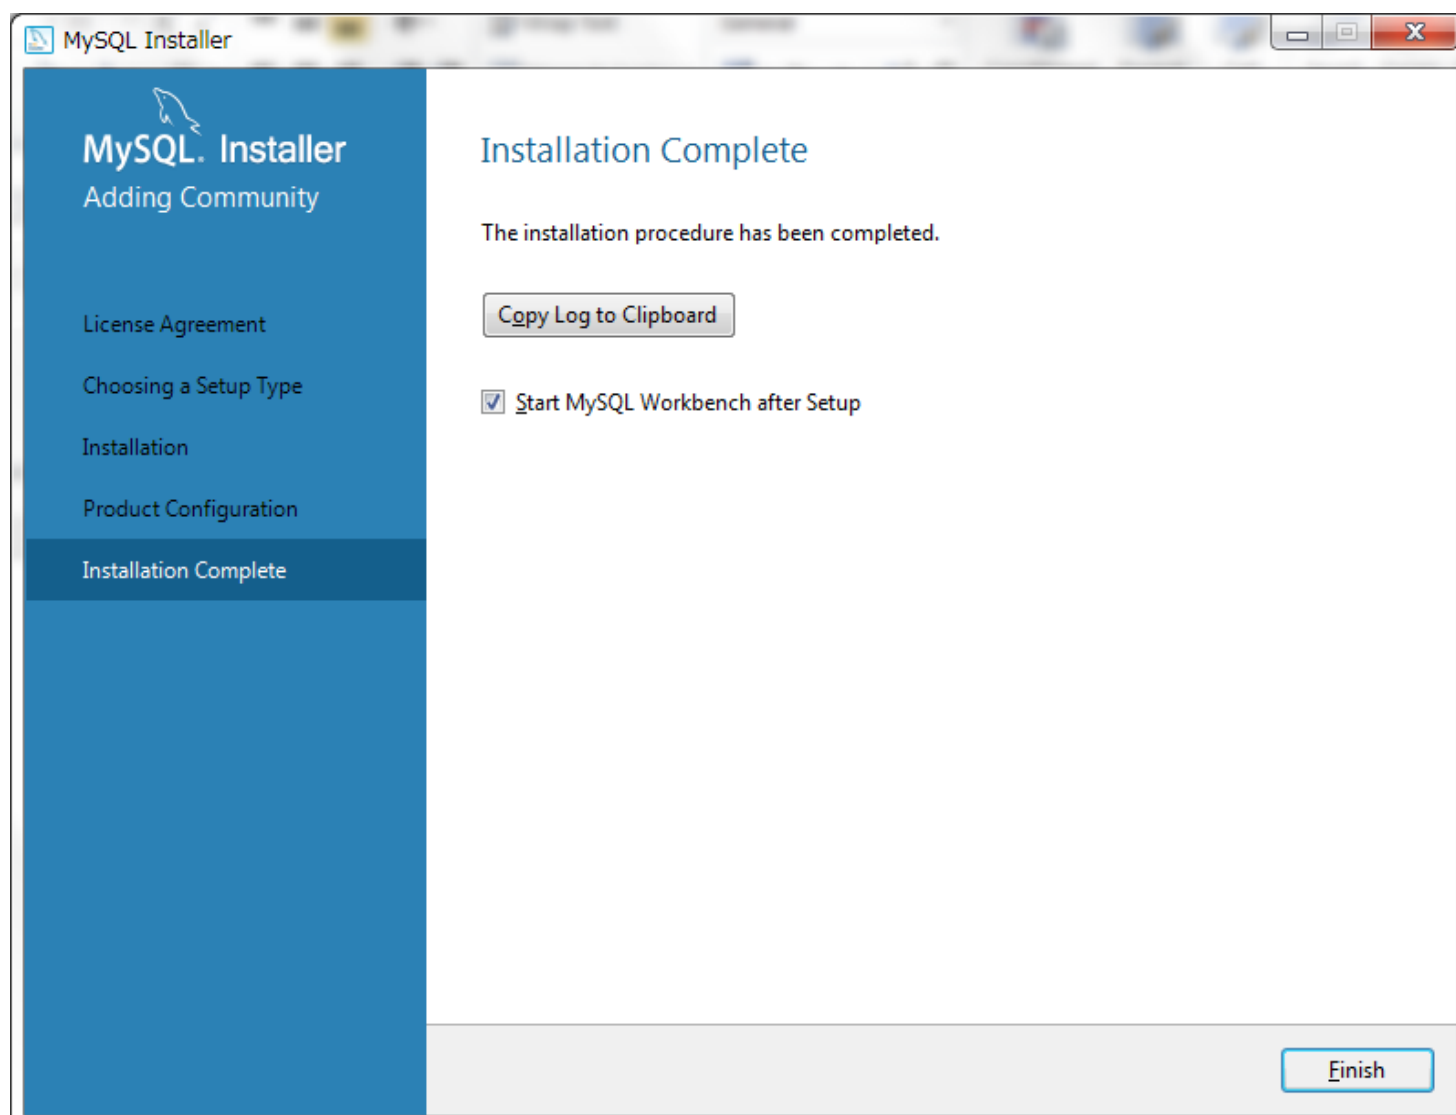 MySQL Installer
MySQL. Installer
Adding Community
License Agreement
Choosing a Setup Type
Installation
Product Configuration
Installation Complete
Installation Complete
The installation procedure has been completed.
Copy Log to Clipboard
Start MySQL Workbench after Setup
Finish